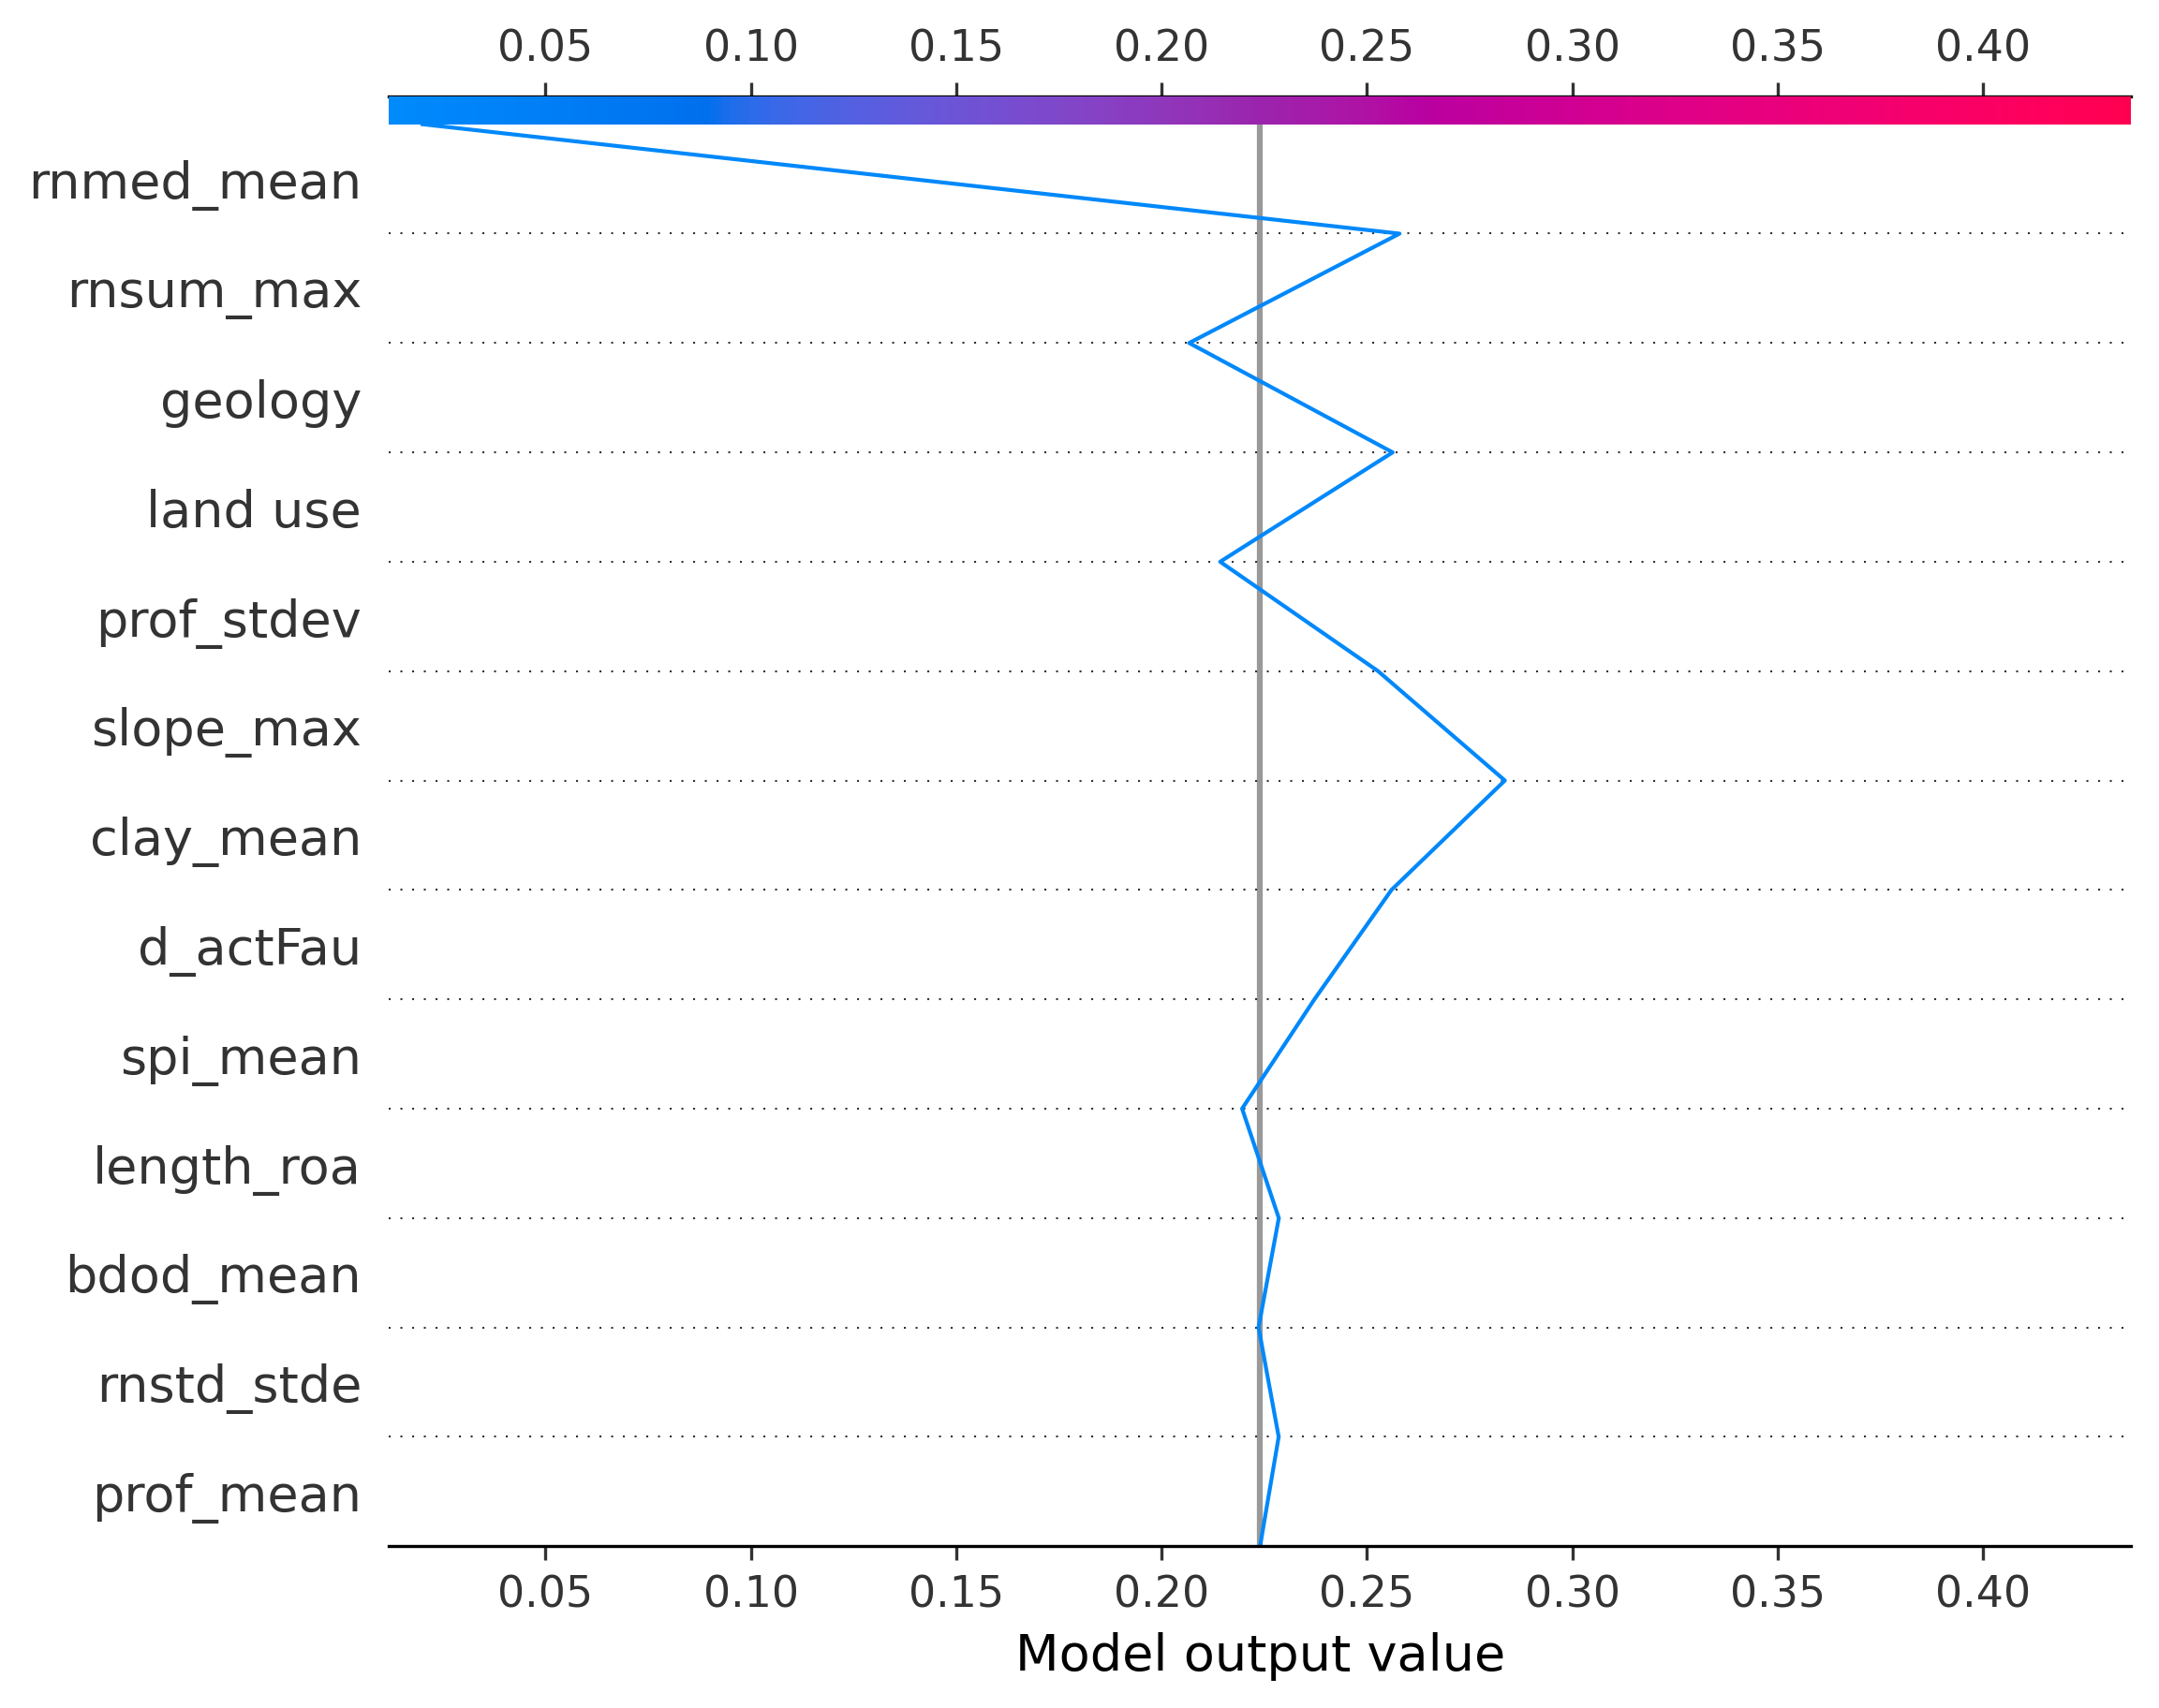 0.05 0.10 0.15 0.20 0.25 0.30 0.35 0.40
rnmed_mean
rnsum_max
geology
land use
prof_stdev
slope_max
clay_mean
d_actFau
spi_mean
length_roa
bdod_mean
rnstd_stde
prof_mean
0.05 0.10 0.15 0.20 0.25 0.30 0.35 0.40
Model output value